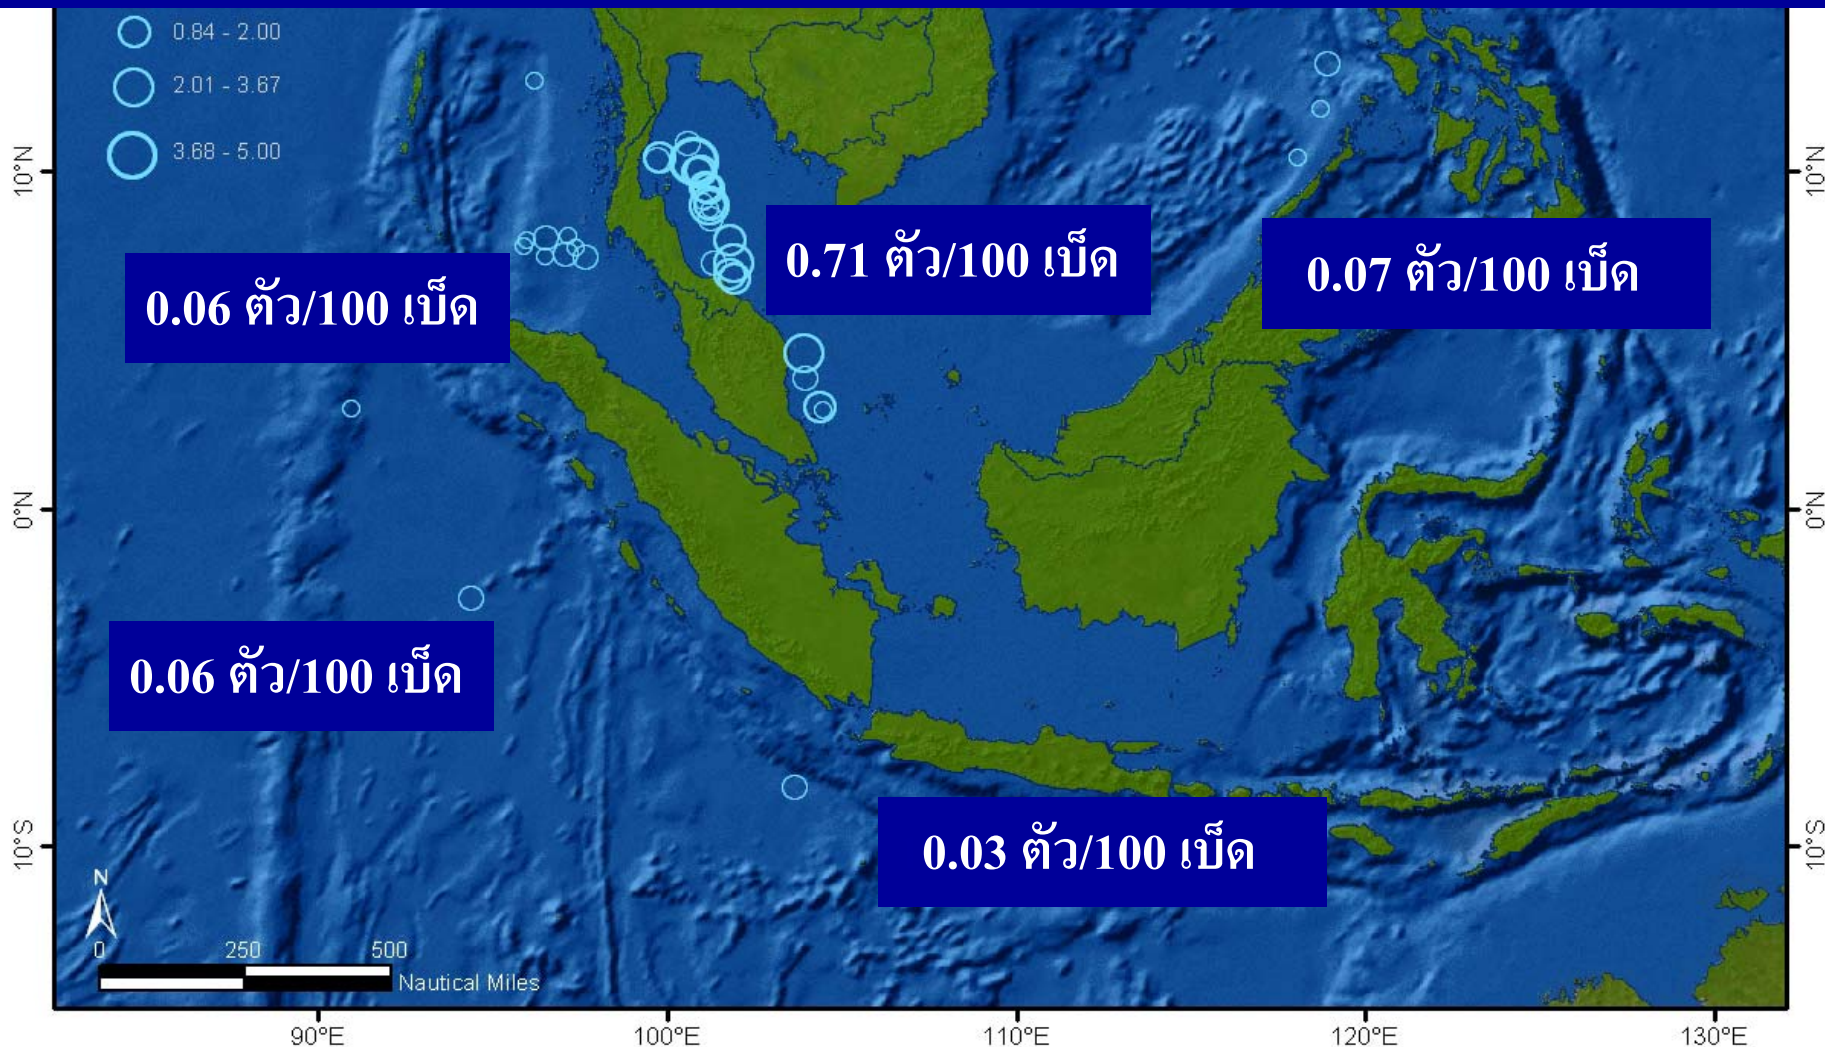 0.84 - 2.00
2.01 - 3.67
3.68 - 5.00
10°N
10°N
0.71 ตัว/100 เบ็ด
0.07 ตัว/100 เบ็ด
0.06 ตัว/100 เบ็ด
0°N
0°N
0.06 ตัว/100 เบ็ด
0.03 ตัว/100 เบ็ด
10°S
10°S
N
0 250 500
Nautical Miles
90°E 100°E 110°E 120°E 130°E